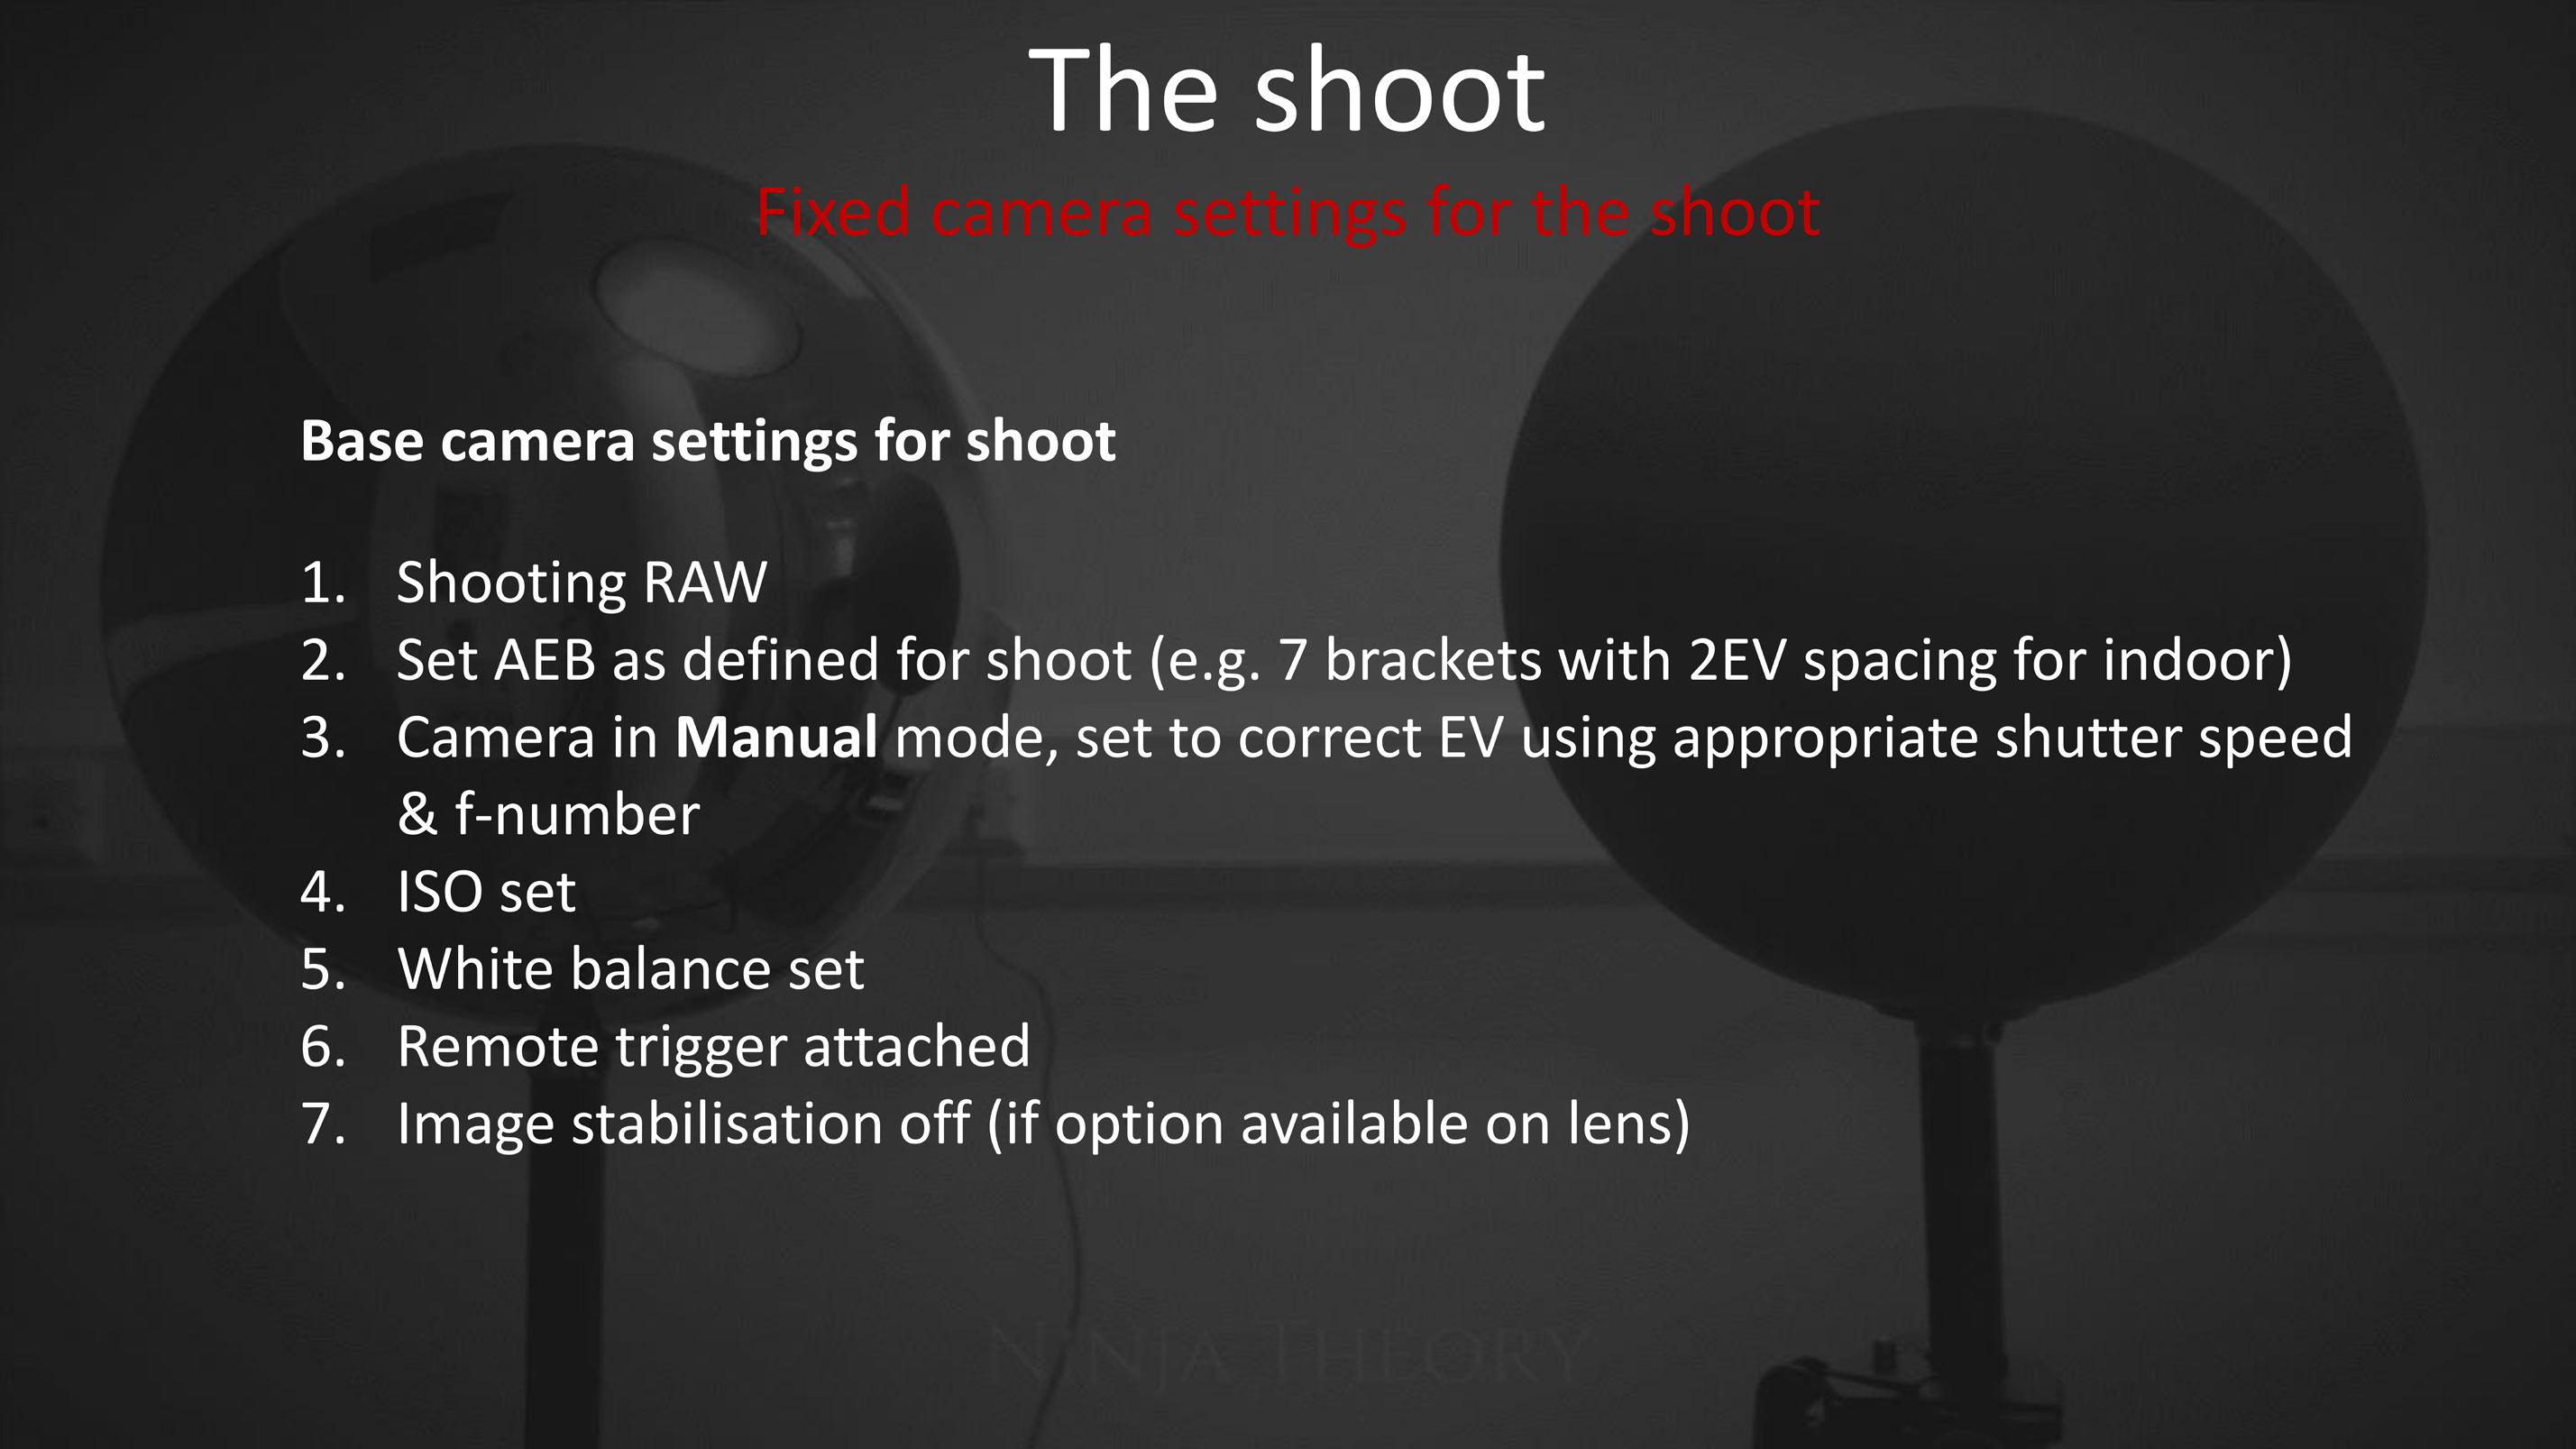 The shoot
Fixed camera settings for the shoot
Base camera settings for shoot
1. Shooting RAW
2. Set AEB as defined for shoot (e.g. 7 brackets with 2EV spacing for indoor)
3. Camera in Manual mode, set to correct EV using appropriate shutter speed
& f-number
4. ISO set
5. White balance set
6. Remote trigger attached
7. Image stabilisation off (if option available on lens)
NINJA THEORY